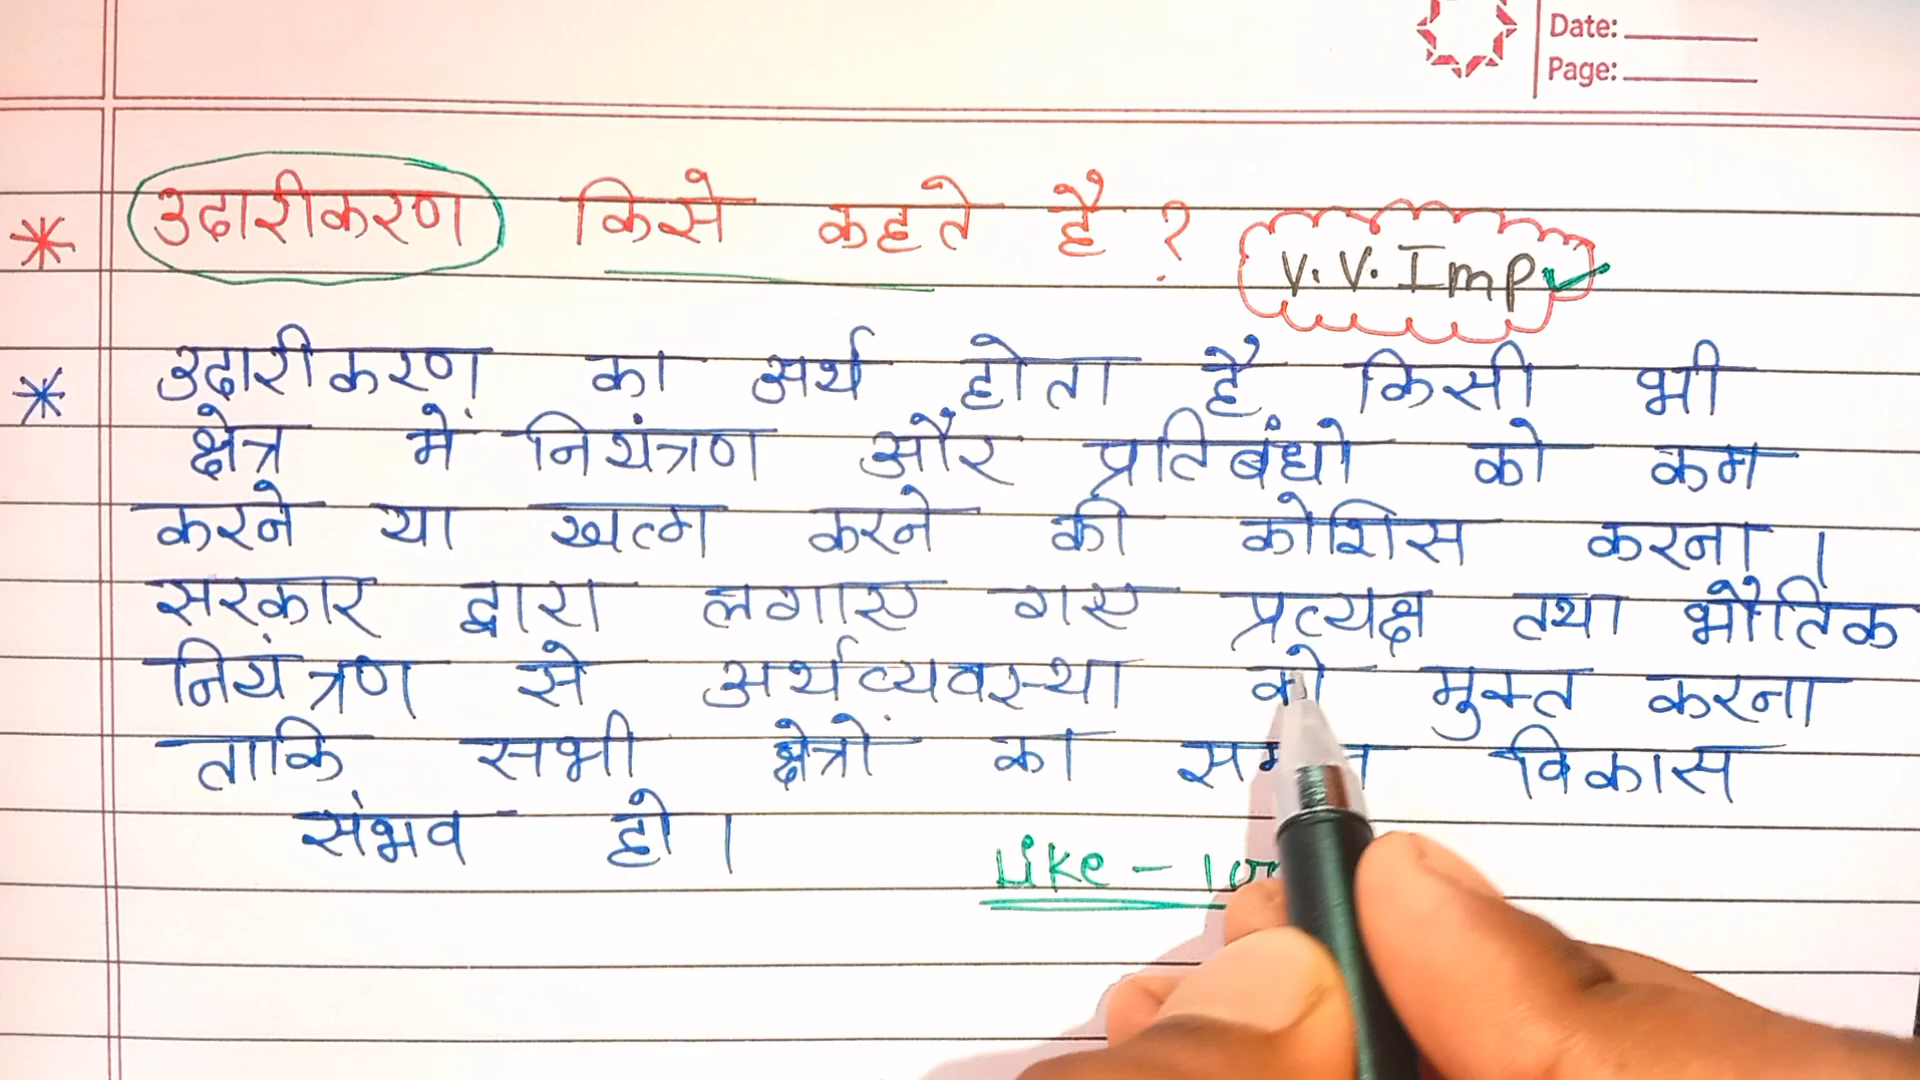 Date:
Page:
उदारीकरण किसे कहते है ?
V.V.Imp
उदारीकरण का अर्थ होता है किसी भी
क्षेत्र में नियंत्रण और प्रतिबंधो को कम
करने या खत्म करने की कोशिस करना ।
सरकार द्वारा लगाए गए प्रत्यक्ष तथा भौतिक
नियंत्रण से अर्थव्यवस्था को मुक्त करना
ताकि सभी क्षेत्रों का विकास
संभव हो ।
Like -